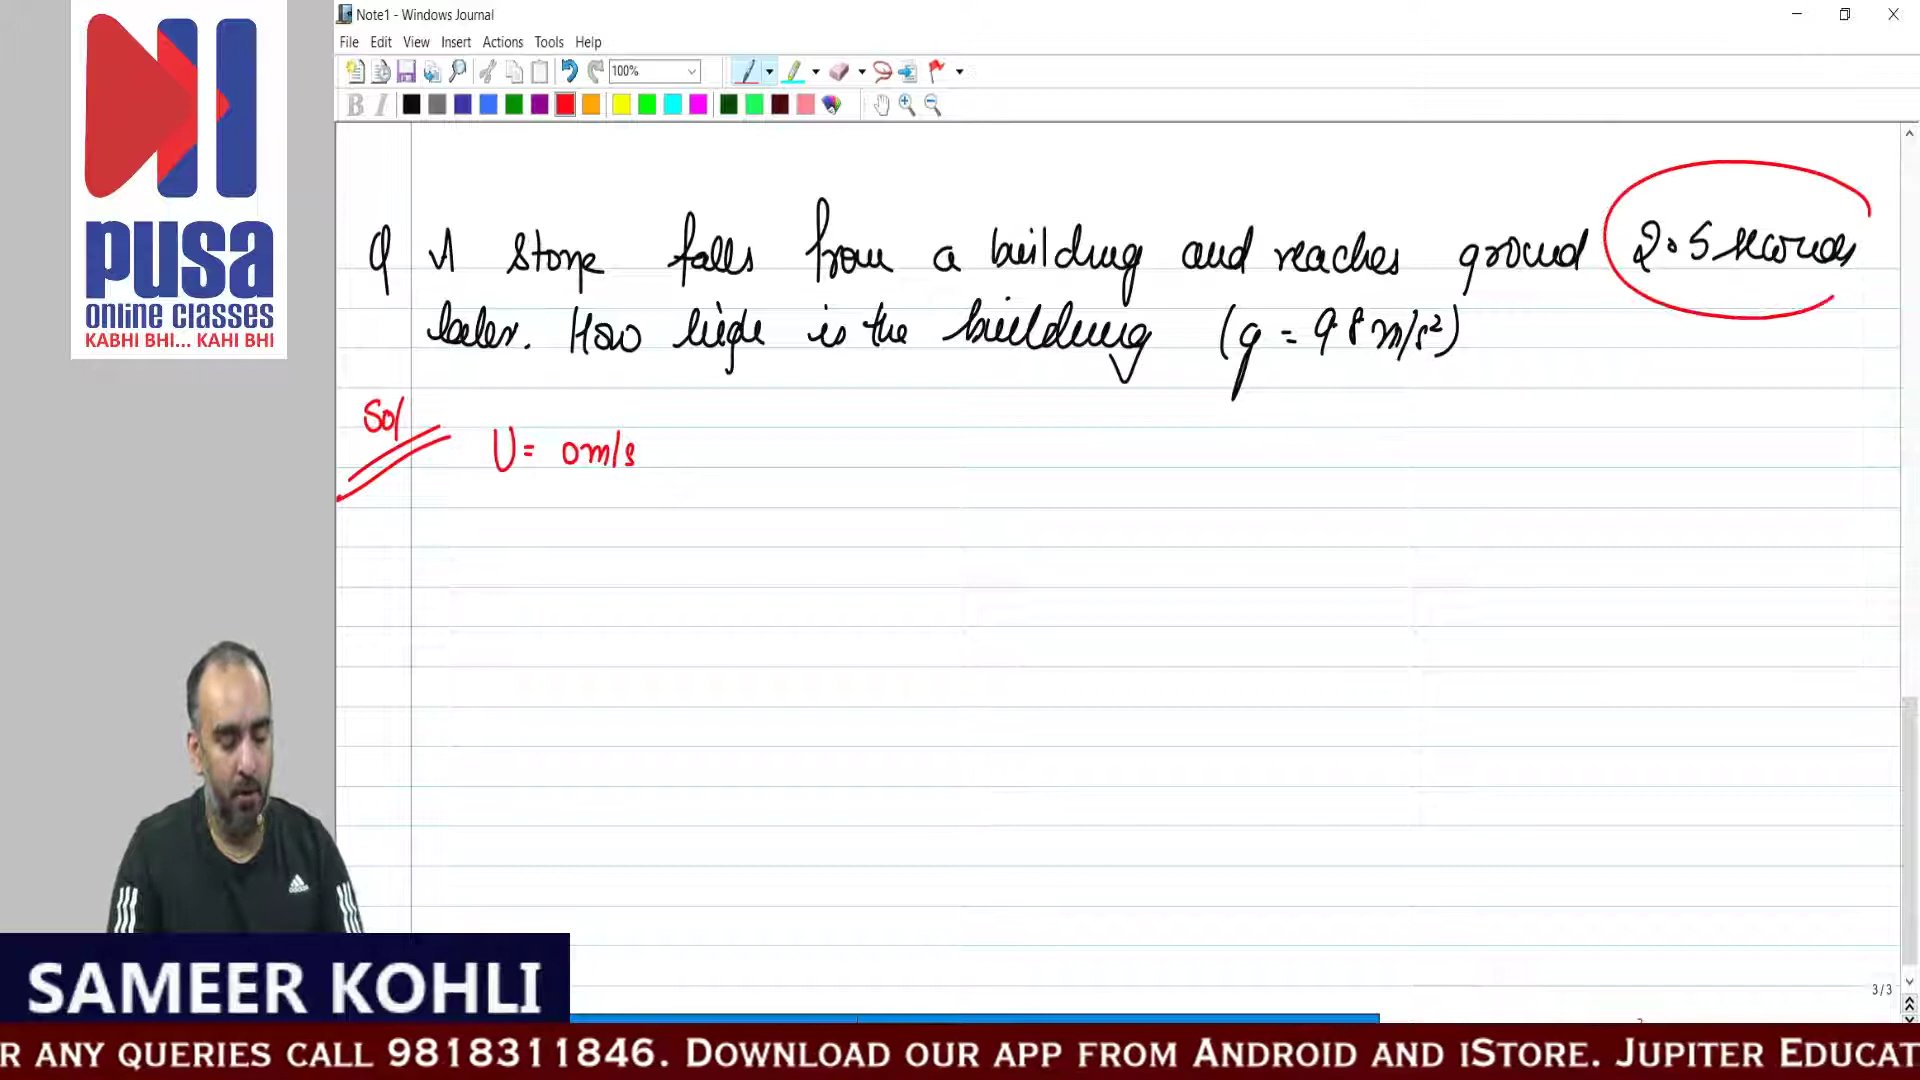 Note1 - Windows Journal
File Edit View Insert Actions Tools Help
100%
B I
PUSA
ONLINE CLASSES
KABHI BHI... KAHI BHI
Q A stone falls from a building and reaches ground 2.5 seconds
later. How high is the building (g = 9.8 m/s²)
Sol
U = 0 m/s
3 / 3
SAMEER KOHLI
R ANY QUERIES CALL 9818311846. DOWNLOAD OUR APP FROM ANDROID AND ISTORE. JUPITER EDUCAT